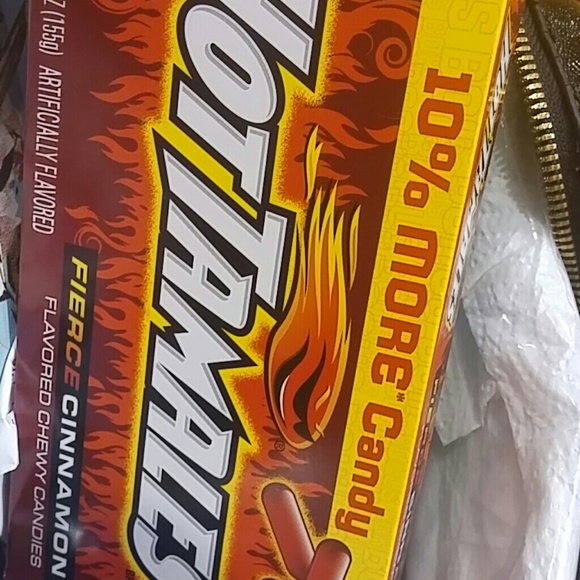 10% MORE* Candy
HOT TAMALES
®
FIERCE CINNAMON
FLAVORED CHEWY CANDIES
Z (155g) ARTIFICIALLY FLAVORED